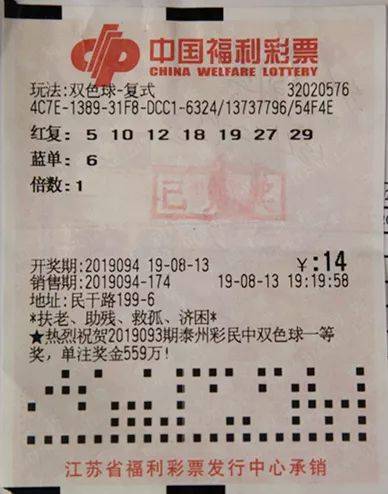 中国福利彩票
CHINA WELFARE LOTTERY
玩法:双色球-复式 32020576
4C7E-1389-31F8-DCC1-6324/13737796/54F4E
红复: 5 10 12 18 19 27 29
蓝单: 6
倍数:1
开奖期:2019094 19-08-13 ¥:14
销售期:2019094-174 19-08-13 19:19:58
地址:民干路199-6
*扶老、助残、救孤、济困*
★热烈祝贺2019093期泰州彩民中双色球一等
奖,单注奖金559万!
江苏省福利彩票发行中心承销